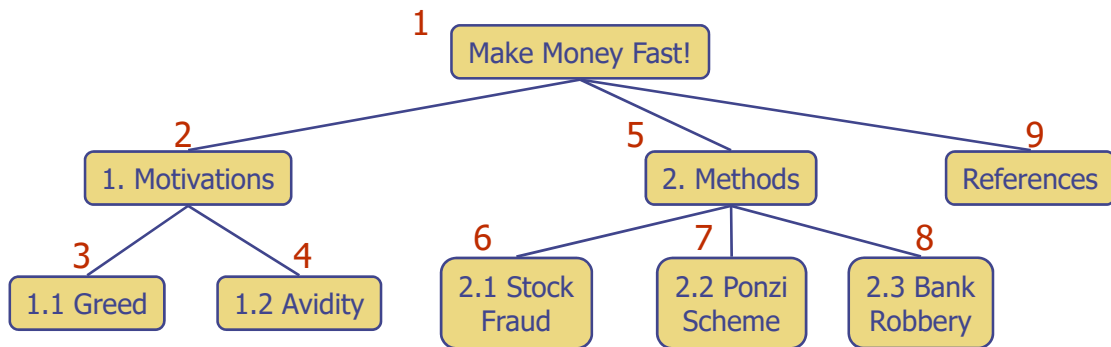 1
Make Money Fast!
2
5
9
1. Motivations
2. Methods
References
3
4
6
7
8
1.1 Greed
1.2 Avidity
2.1 Stock
Fraud
2.2 Ponzi
Scheme
2.3 Bank
Robbery